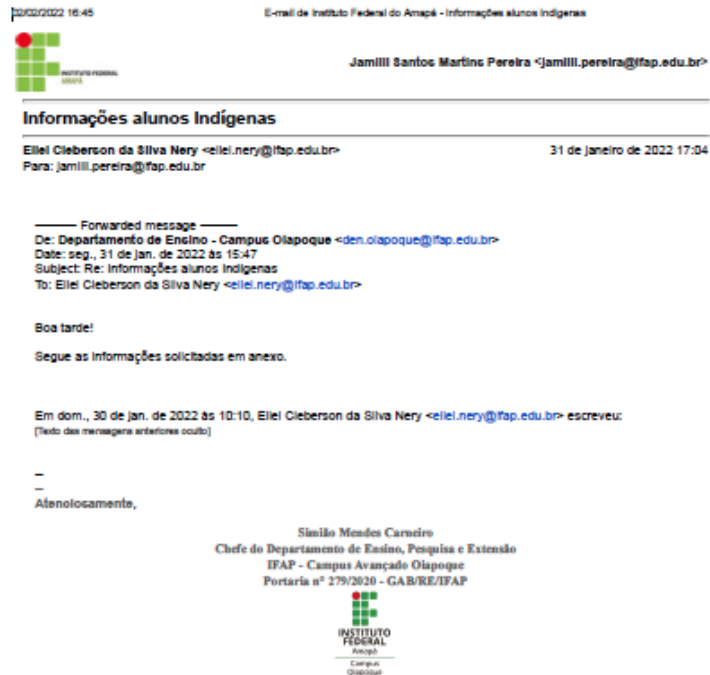 02/02/2022 16:45
E-mail de Instituto Federal do Amapá - Informações alunos Indígenas
INSTITUTO FEDERAL
AMAPÁ
Jamilli Santos Martins Pereira <jamilli.pereira@ifap.edu.br>
Informações alunos Indígenas
Eliel Cleberson da Silva Nery <eliel.nery@ifap.edu.br>
31 de janeiro de 2022 17:04
Para: jamilli.pereira@ifap.edu.br
——— Forwarded message ———
De: Departamento de Ensino - Campus Oiapoque <den.oiapoque@ifap.edu.br>
Date: seg., 31 de jan. de 2022 às 15:47
Subject: Re: Informações alunos Indígenas
To: Eliel Cleberson da Silva Nery <eliel.nery@ifap.edu.br>
Boa tarde!
Segue as informações solicitadas em anexo.
Em dom., 30 de jan. de 2022 às 10:10, Eliel Cleberson da Silva Nery <eliel.nery@ifap.edu.br> escreveu:
[Texto das mensagens anteriores oculto]
--
--
Atenciosamente,
Simião Mendes Carneiro
Chefe do Departamento de Ensino, Pesquisa e Extensão
IFAP - Campus Avançado Oiapoque
Portaria nº 279/2020 - GAB/RE/IFAP
INSTITUTO
FEDERAL
Amapá
Campus
Oiapoque